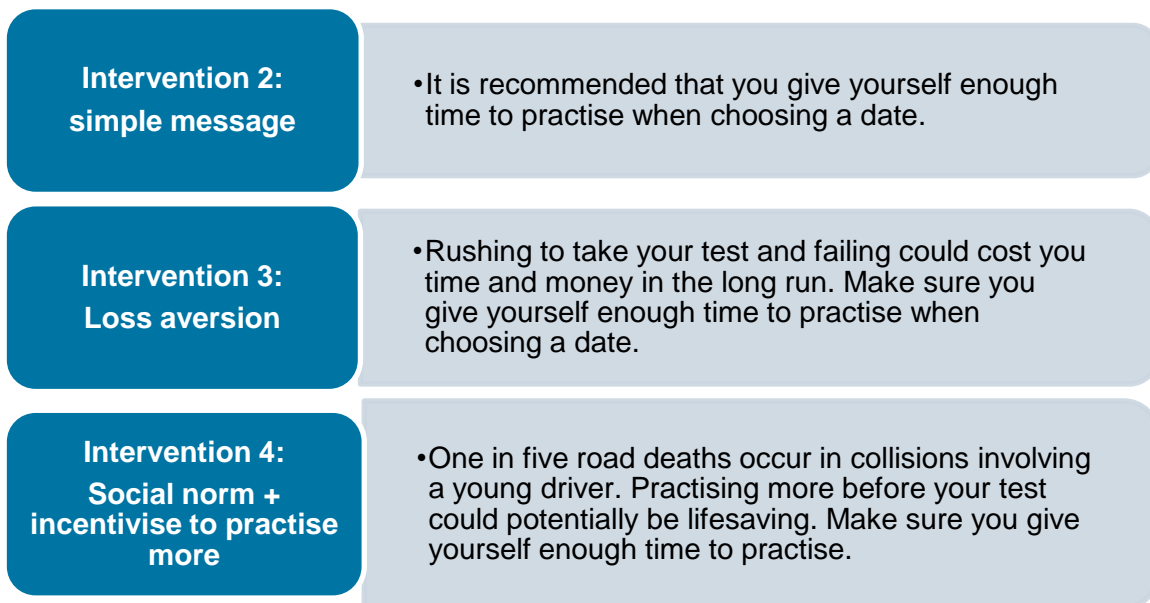 Intervention 2:
simple message
•It is recommended that you give yourself enough
time to practise when choosing a date.
Intervention 3:
Loss aversion
•Rushing to take your test and failing could cost you
time and money in the long run. Make sure you
give yourself enough time to practise when
choosing a date.
Intervention 4:
Social norm +
incentivise to practise
more
•One in five road deaths occur in collisions involving
a young driver. Practising more before your test
could potentially be lifesaving. Make sure you give
yourself enough time to practise.